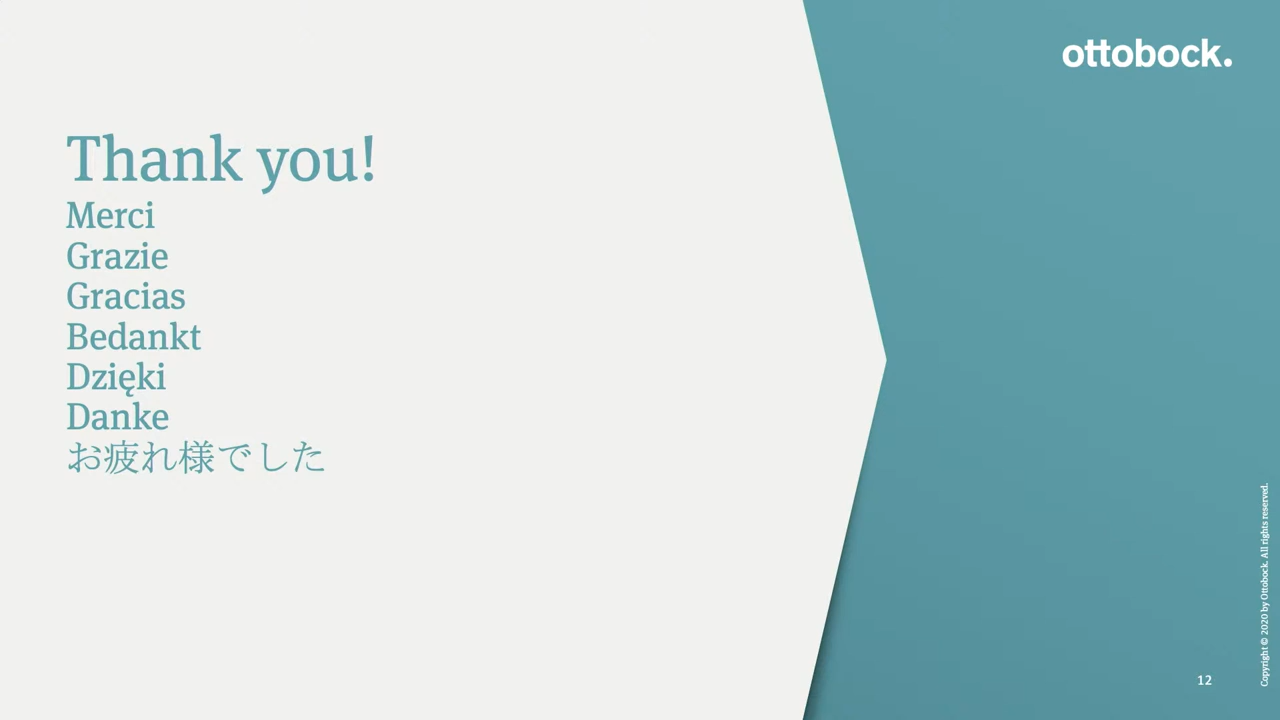 ottobock.
Thank you!
Merci
Grazie
Gracias
Bedankt
Dzięki
Danke
お疲れ様でした
Copyright © 2020 by Ottobock. All rights reserved.
12